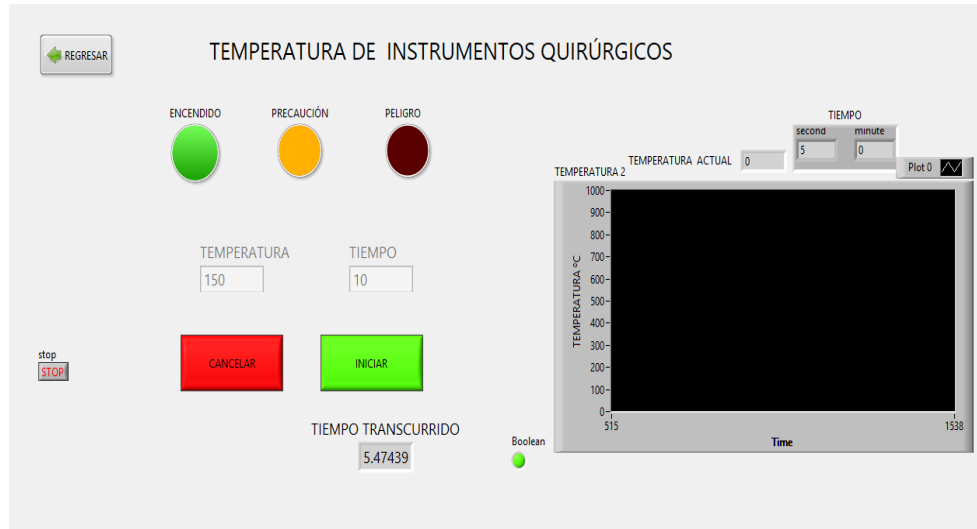 REGRESAR
TEMPERATURA DE INSTRUMENTOS QUIRÚRGICOS
ENCENDIDO PRECAUCIÓN PELIGRO
TIEMPO
second minute
5 0
TEMPERATURA ACTUAL 0
Plot 0
TEMPERATURA 2
1000
900
800
700
600
500
400
300
200
100
0
TEMPERATURA ºC
515 1538
Time
TEMPERATURA TIEMPO
150 10
stop
STOP
CANCELAR INICIAR
TIEMPO TRANSCURRIDO
5.47439
Boolean